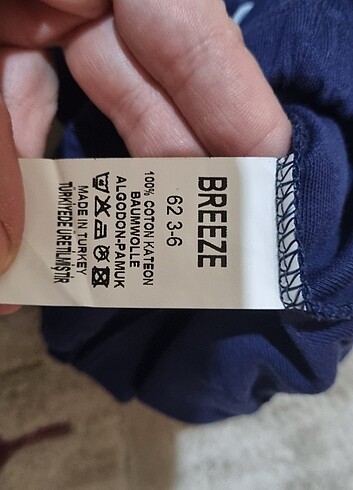 BREEZE
62 3-6
100% COTON KATEON
BAUMWOLLE
ALGODON-PAMUK
MADE IN TURKEY
TÜRKİYEDE ÜRETİLMİŞTİR